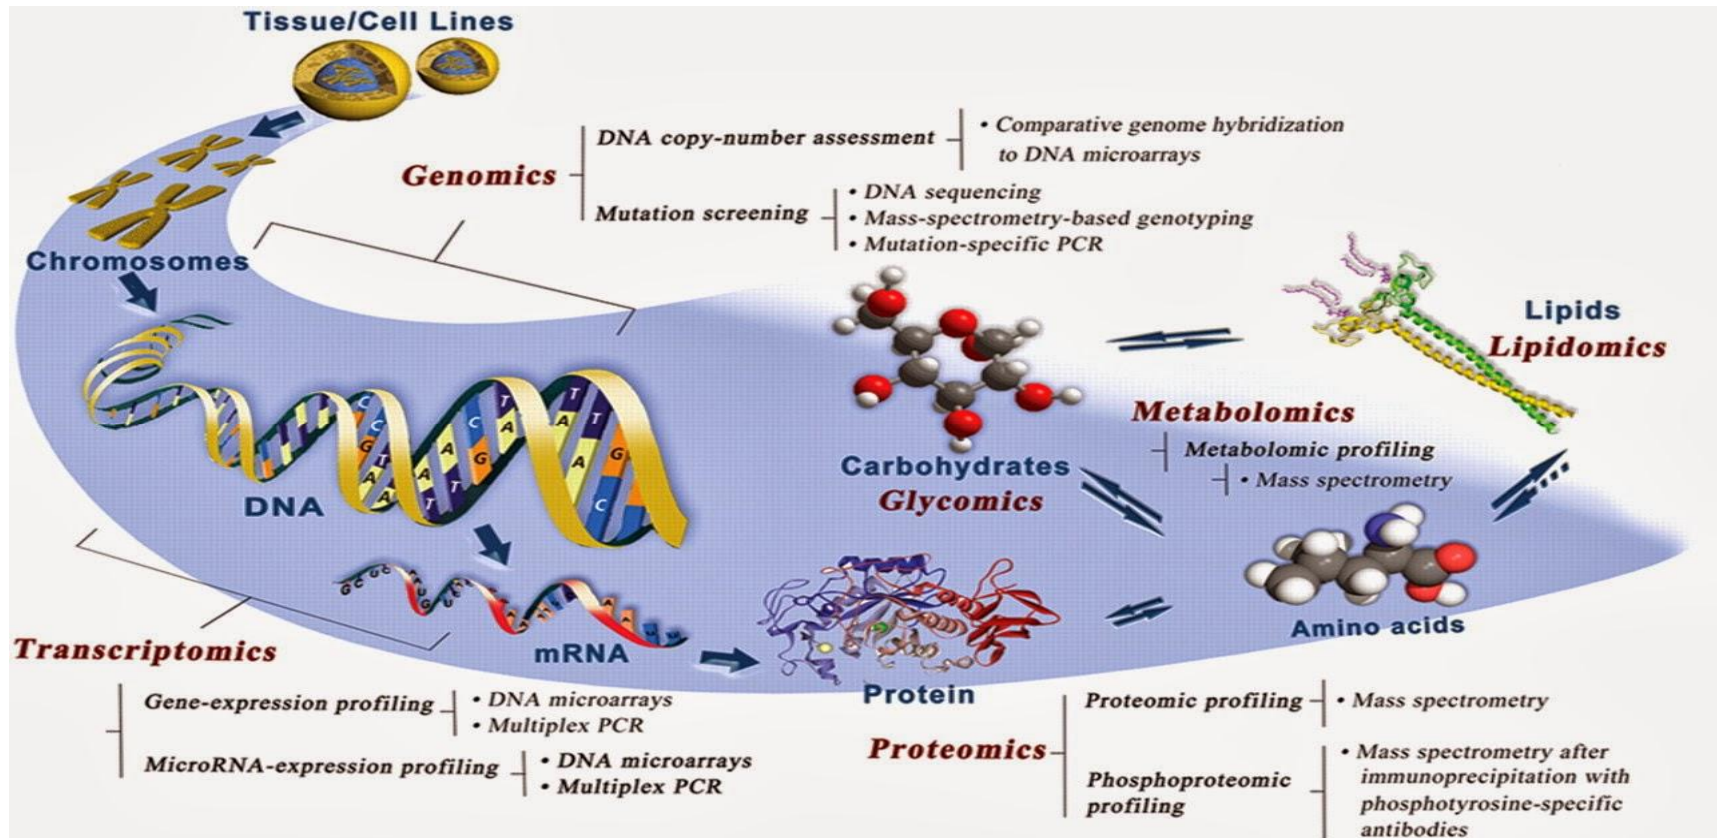 Tissue/Cell Lines
Genomics
DNA copy-number assessment
• Comparative genome hybridization
to DNA microarrays
Mutation screening
• DNA sequencing
• Mass-spectrometry-based genotyping
• Mutation-specific PCR
Chromosomes
Lipids
Lipidomics
Metabolomics
Metabolomic profiling
• Mass spectrometry
Carbohydrates
Glycomics
DNA
Amino acids
mRNA
Transcriptomics
Gene-expression profiling
• DNA microarrays
• Multiplex PCR
MicroRNA-expression profiling
• DNA microarrays
• Multiplex PCR
Protein
Proteomics
Proteomic profiling
• Mass spectrometry
Phosphoproteomic
profiling
• Mass spectrometry after
immunoprecipitation with
phosphotyrosine-specific
antibodies